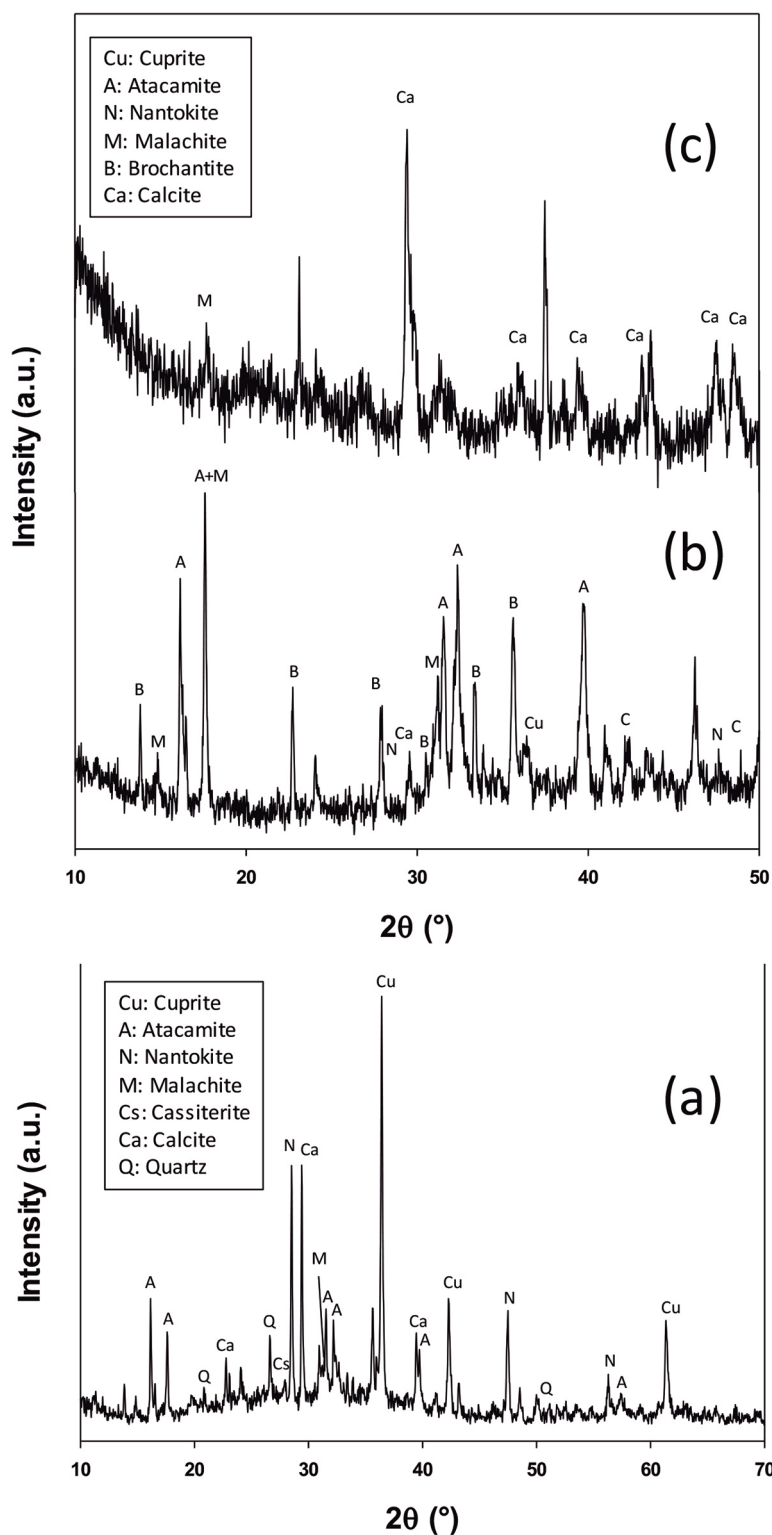 Cu: Cuprite
A: Atacamite
N: Nantokite
M: Malachite
B: Brochantite
Ca: Calcite
(c)
Ca
M
Ca
Ca
Ca
Ca
Ca
Intensity (a.u.)
(b)
A+M
A
B
M
B
B
N
Ca
B
M
A
A
B
B
Cu
A
C
N
C
10
20
30
40
50
2θ (°)
Cu: Cuprite
A: Atacamite
N: Nantokite
M: Malachite
Cs: Cassiterite
Ca: Calcite
Q: Quartz
(a)
Intensity (a.u.)
Cu
N
Ca
M
A
A
A
A
Q
Ca
Q
Cs
Ca
A
Cu
N
Q
N
A
Cu
10
20
30
40
50
60
70
2θ (°)